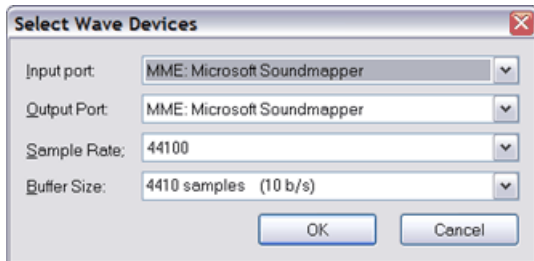 Select Wave Devices
Input port: MME: Microsoft Soundmapper
Output Port: MME: Microsoft Soundmapper
Sample Rate; 44100
Buffer Size: 4410 samples (10 b/s)
OK Cancel